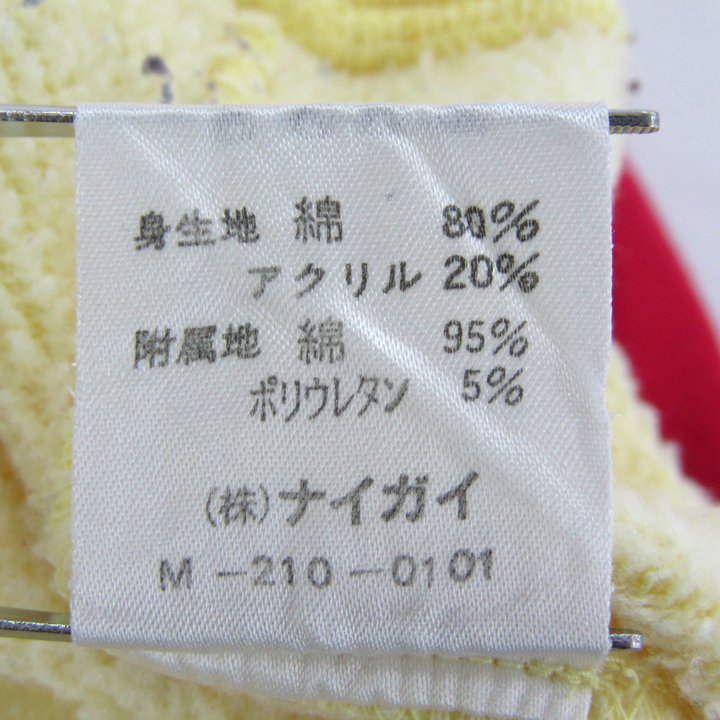 身生地 綿 80%
アクリル 20%
附属地 綿 95%
ポリウレタン 5%
(株)ナイガイ
M-210-0101